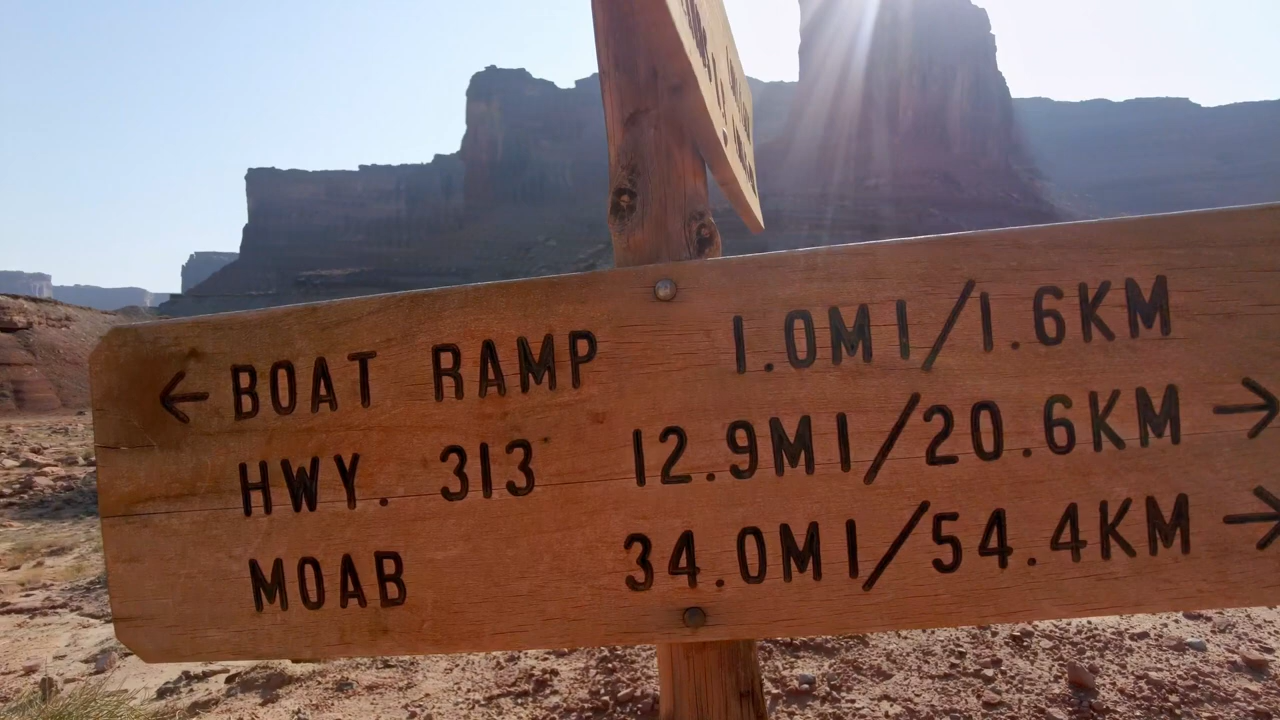 ← BOAT RAMP 1.0MI/1.6KM
HWY. 313 12.9MI/20.6KM →
MOAB 34.0MI/54.4KM →